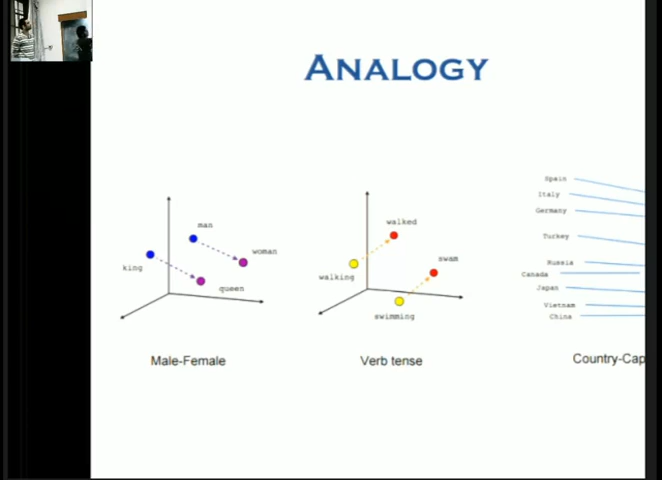 ANALOGY
man
woman
king
queen
Male-Female
walked
swam
walking
swimming
Verb tense
Spain
Italy
Germany
Turkey
Russia
Canada
Japan
Vietnam
China
Country-Cap